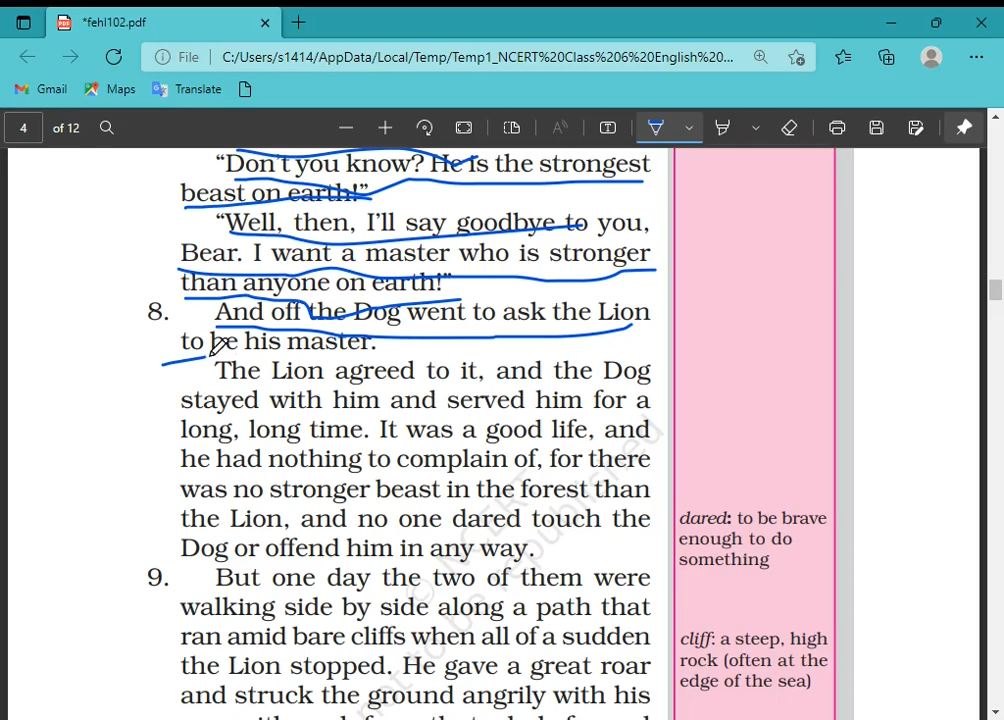 *fehl102.pdf
File
C:/Users/s1414/AppData/Local/Temp/Temp1_NCERT%20Class%206%20English%20...
Gmail
Maps
Translate
4
of 12
"Don't you know? He is the strongest
beast on earth!"
"Well, then, I'll say goodbye to you,
Bear. I want a master who is stronger
than anyone on earth!"
8. And off the Dog went to ask the Lion
to be his master.
The Lion agreed to it, and the Dog
stayed with him and served him for a
long, long time. It was a good life, and
he had nothing to complain of, for there
was no stronger beast in the forest than
the Lion, and no one dared touch the
Dog or offend him in any way.
9. But one day the two of them were
walking side by side along a path that
ran amid bare cliffs when all of a sudden
the Lion stopped. He gave a great roar
and struck the ground angrily with his
dared: to be brave
enough to do
something
cliff: a steep, high
rock (often at the
edge of the sea)
© NCERT
not to be republished